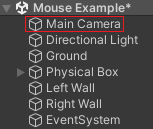 Mouse Example*
Main Camera
Directional Light
Ground
Physical Box
Left Wall
Right Wall
EventSystem